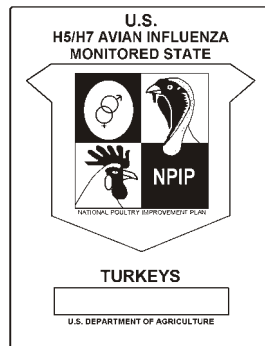 U.S.
H5/H7 AVIAN INFLUENZA
MONITORED STATE
NPIP
NATIONAL POULTRY IMPROVEMENT PLAN
TURKEYS
U.S. DEPARTMENT OF AGRICULTURE